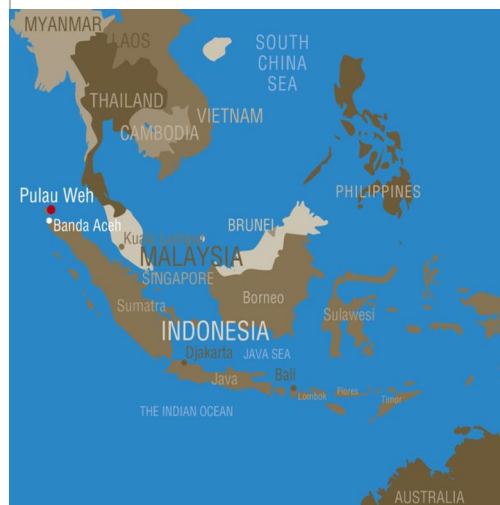 MYANMAR
LAOS
SOUTH
CHINA
SEA
THAILAND
VIETNAM
CAMBODIA
PHILIPPINES
Pulau Weh
Banda Aceh
BRUNEI
Kuala Lumpur
MALAYSIA
SINGAPORE
Borneo
Sumatra
Sulawesi
INDONESIA
Djakarta
JAVA SEA
Java
Bali
Lombok
Flores
Timor
THE INDIAN OCEAN
AUSTRALIA